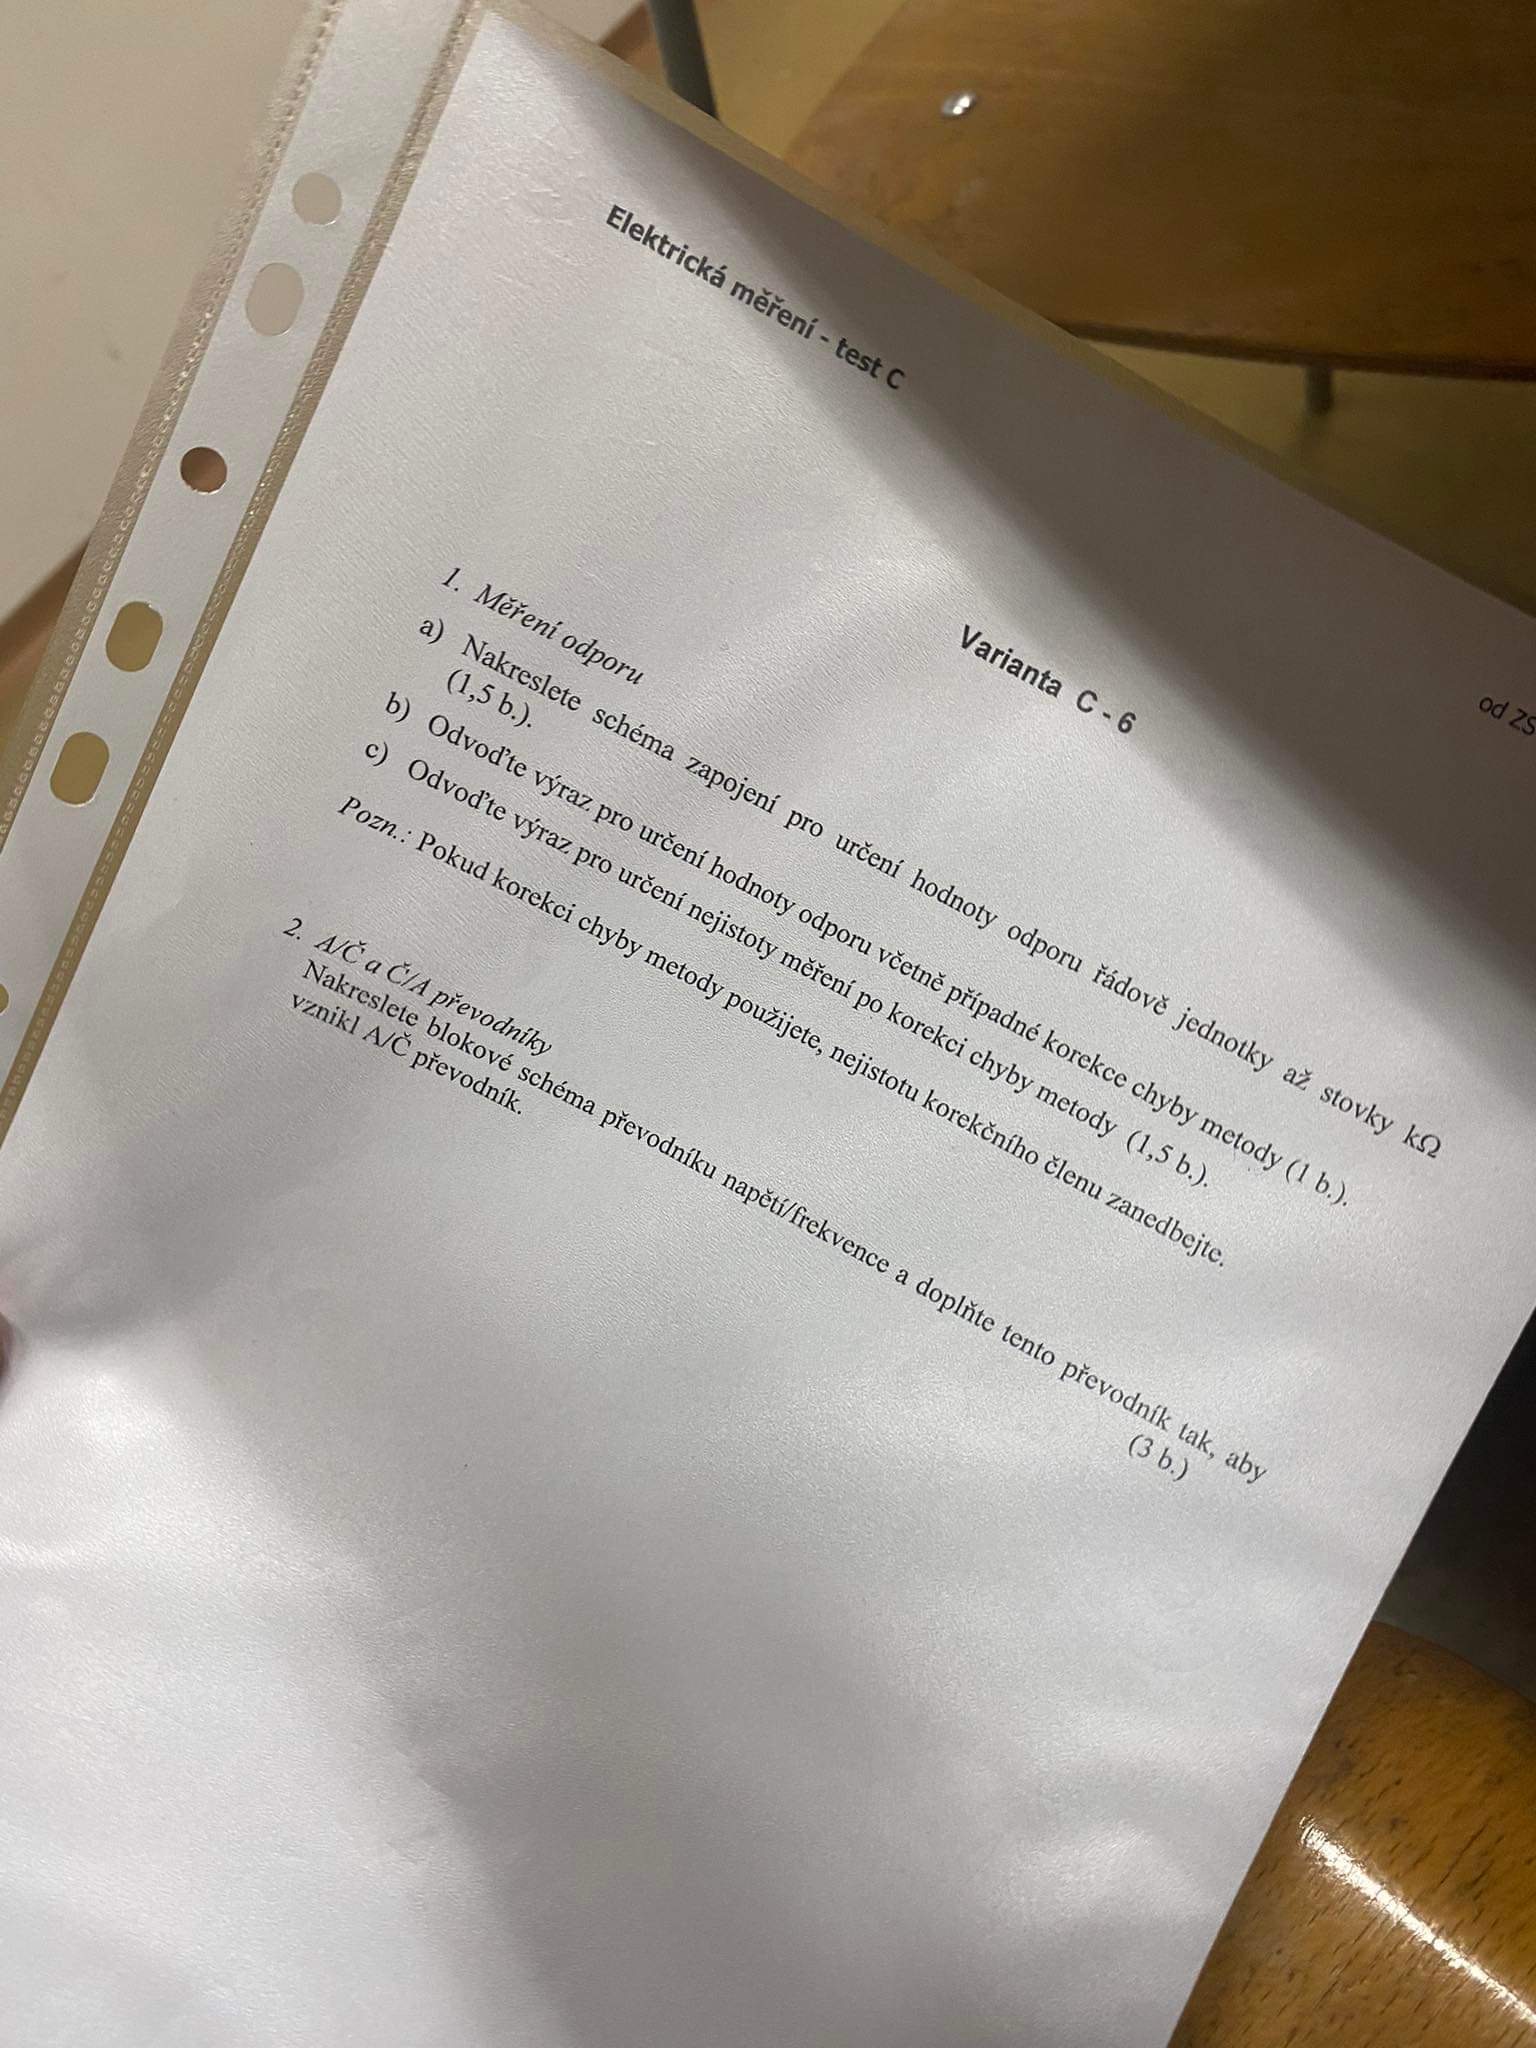 Elektrická měření - test C
Varianta C - 6
od ZS
1. Měření odporu
a) Nakreslete schéma zapojení pro určení hodnoty odporu řádově jednotky až stovky kΩ
(1,5 b.).
b) Odvoďte výraz pro určení hodnoty odporu včetně případné korekce chyby metody (1 b.).
c) Odvoďte výraz pro určení nejistoty měření po korekci chyby metody (1,5 b.).
Pozn.: Pokud korekci chyby metody použijete, nejistotu korekčního členu zanedbejte.
2. A/Č a Č/A převodníky
Nakreslete blokové schéma převodníku napětí/frekvence a doplňte tento převodník tak, aby
vznikl A/Č převodník.
(3 b.)